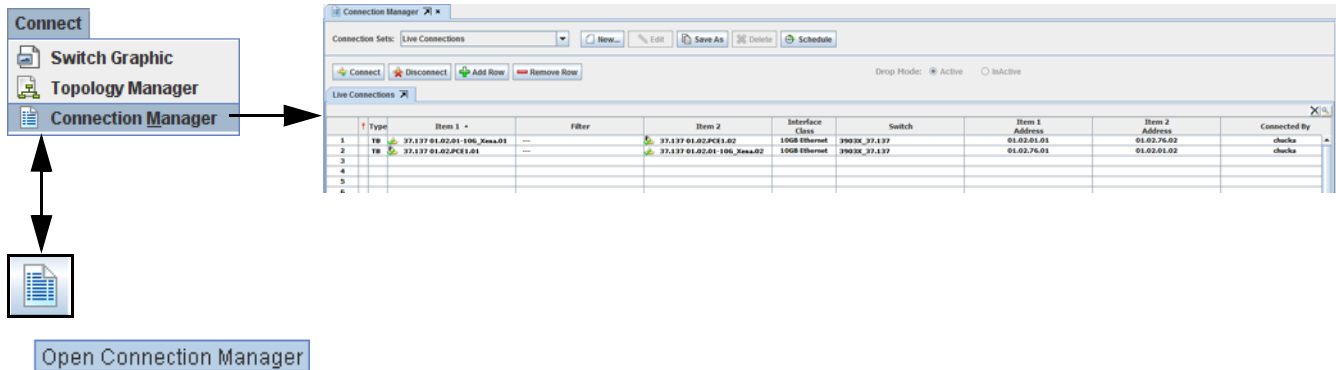 Connect
Switch Graphic
Topology Manager
Connection Manager
Connection Manager
Connection Sets: Live Connections New... Edit Save As Delete Schedule
Connect Disconnect Add Row Remove Row Drop Mode: Active InActive
Live Connections
! Type Item 1 Filter Item 2 Interface Class Switch Item 1 Address Item 2 Address Connected By
1 TB 37.137 01.02.01-106_Xena.01 --- 37.137 01.02.PCE1.02 10GB Ethernet 3903X_37.137 01.02.01.01 01.02.76.02 chucka
2 TB 37.137 01.02.PCE1.01 --- 37.137 01.02.01-106_Xena.02 10GB Ethernet 3903X_37.137 01.02.76.01 01.02.01.02 chucka
3
4
5
6
Open Connection Manager